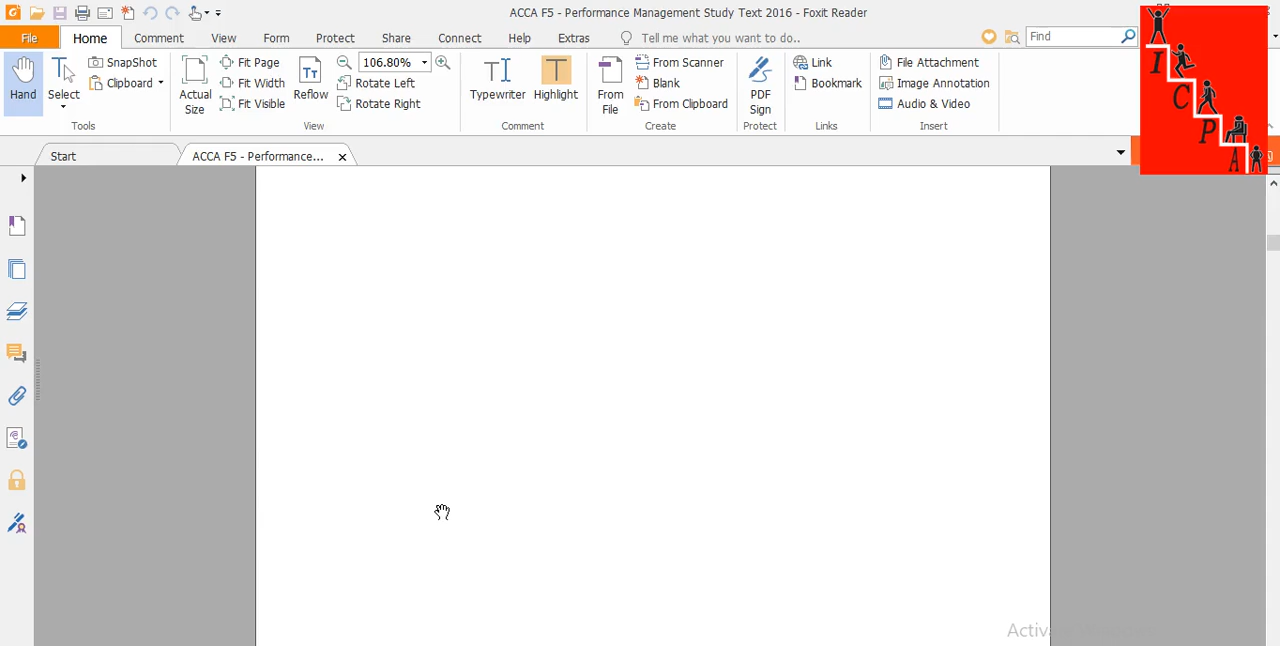 ACCA F5 - Performance Management Study Text 2016 - Foxit Reader
File Home Comment View Form Protect Share Connect Help Extras Tell me what you want to do.. Find
Hand Select SnapShot Clipboard
Tools
Actual Size Fit Page Fit Width Fit Visible Reflow 106.80% Rotate Left Rotate Right
View
Typewriter Highlight
Comment
From File From Scanner Blank From Clipboard
Create
PDF Sign
Protect
Link Bookmark
Links
File Attachment Image Annotation Audio & Video
Insert
Start ACCA F5 - Performance...
I
C
P
A